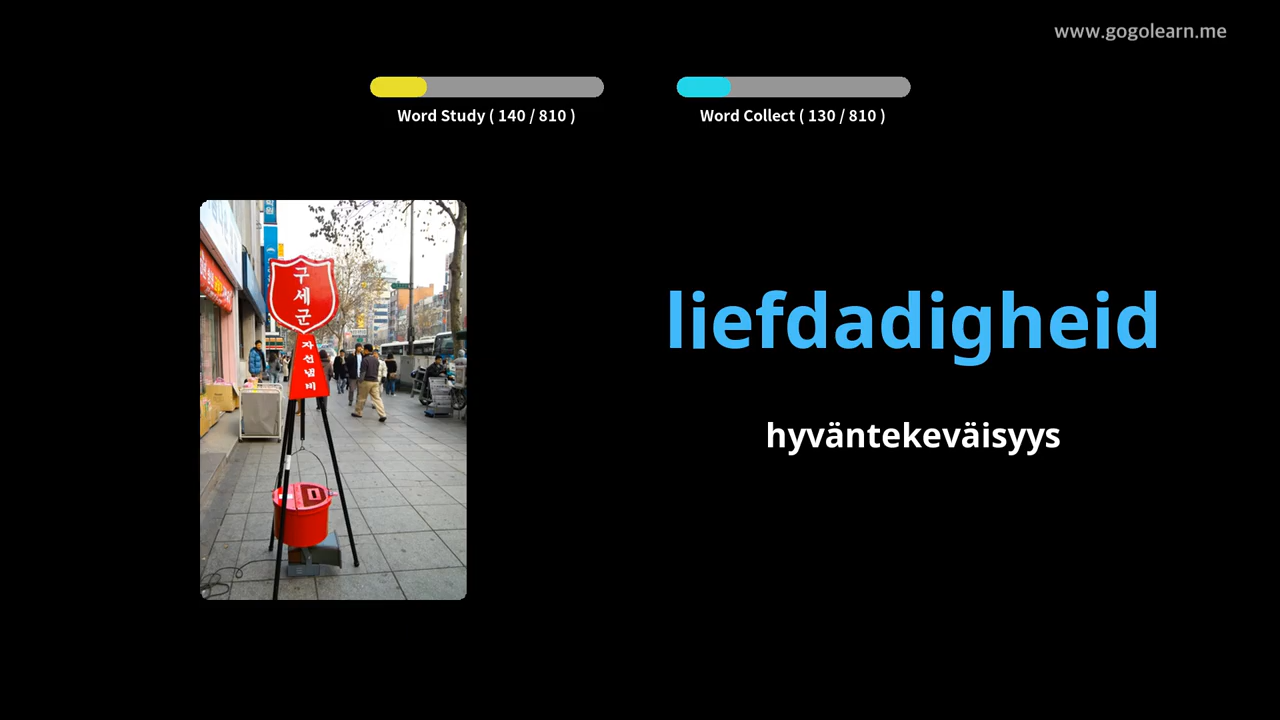 www.gogolearn.me
Word Study ( 140 / 810 )
Word Collect ( 130 / 810 )
구세군
자선냄비
liefdadigheid
hyväntekeväisyys